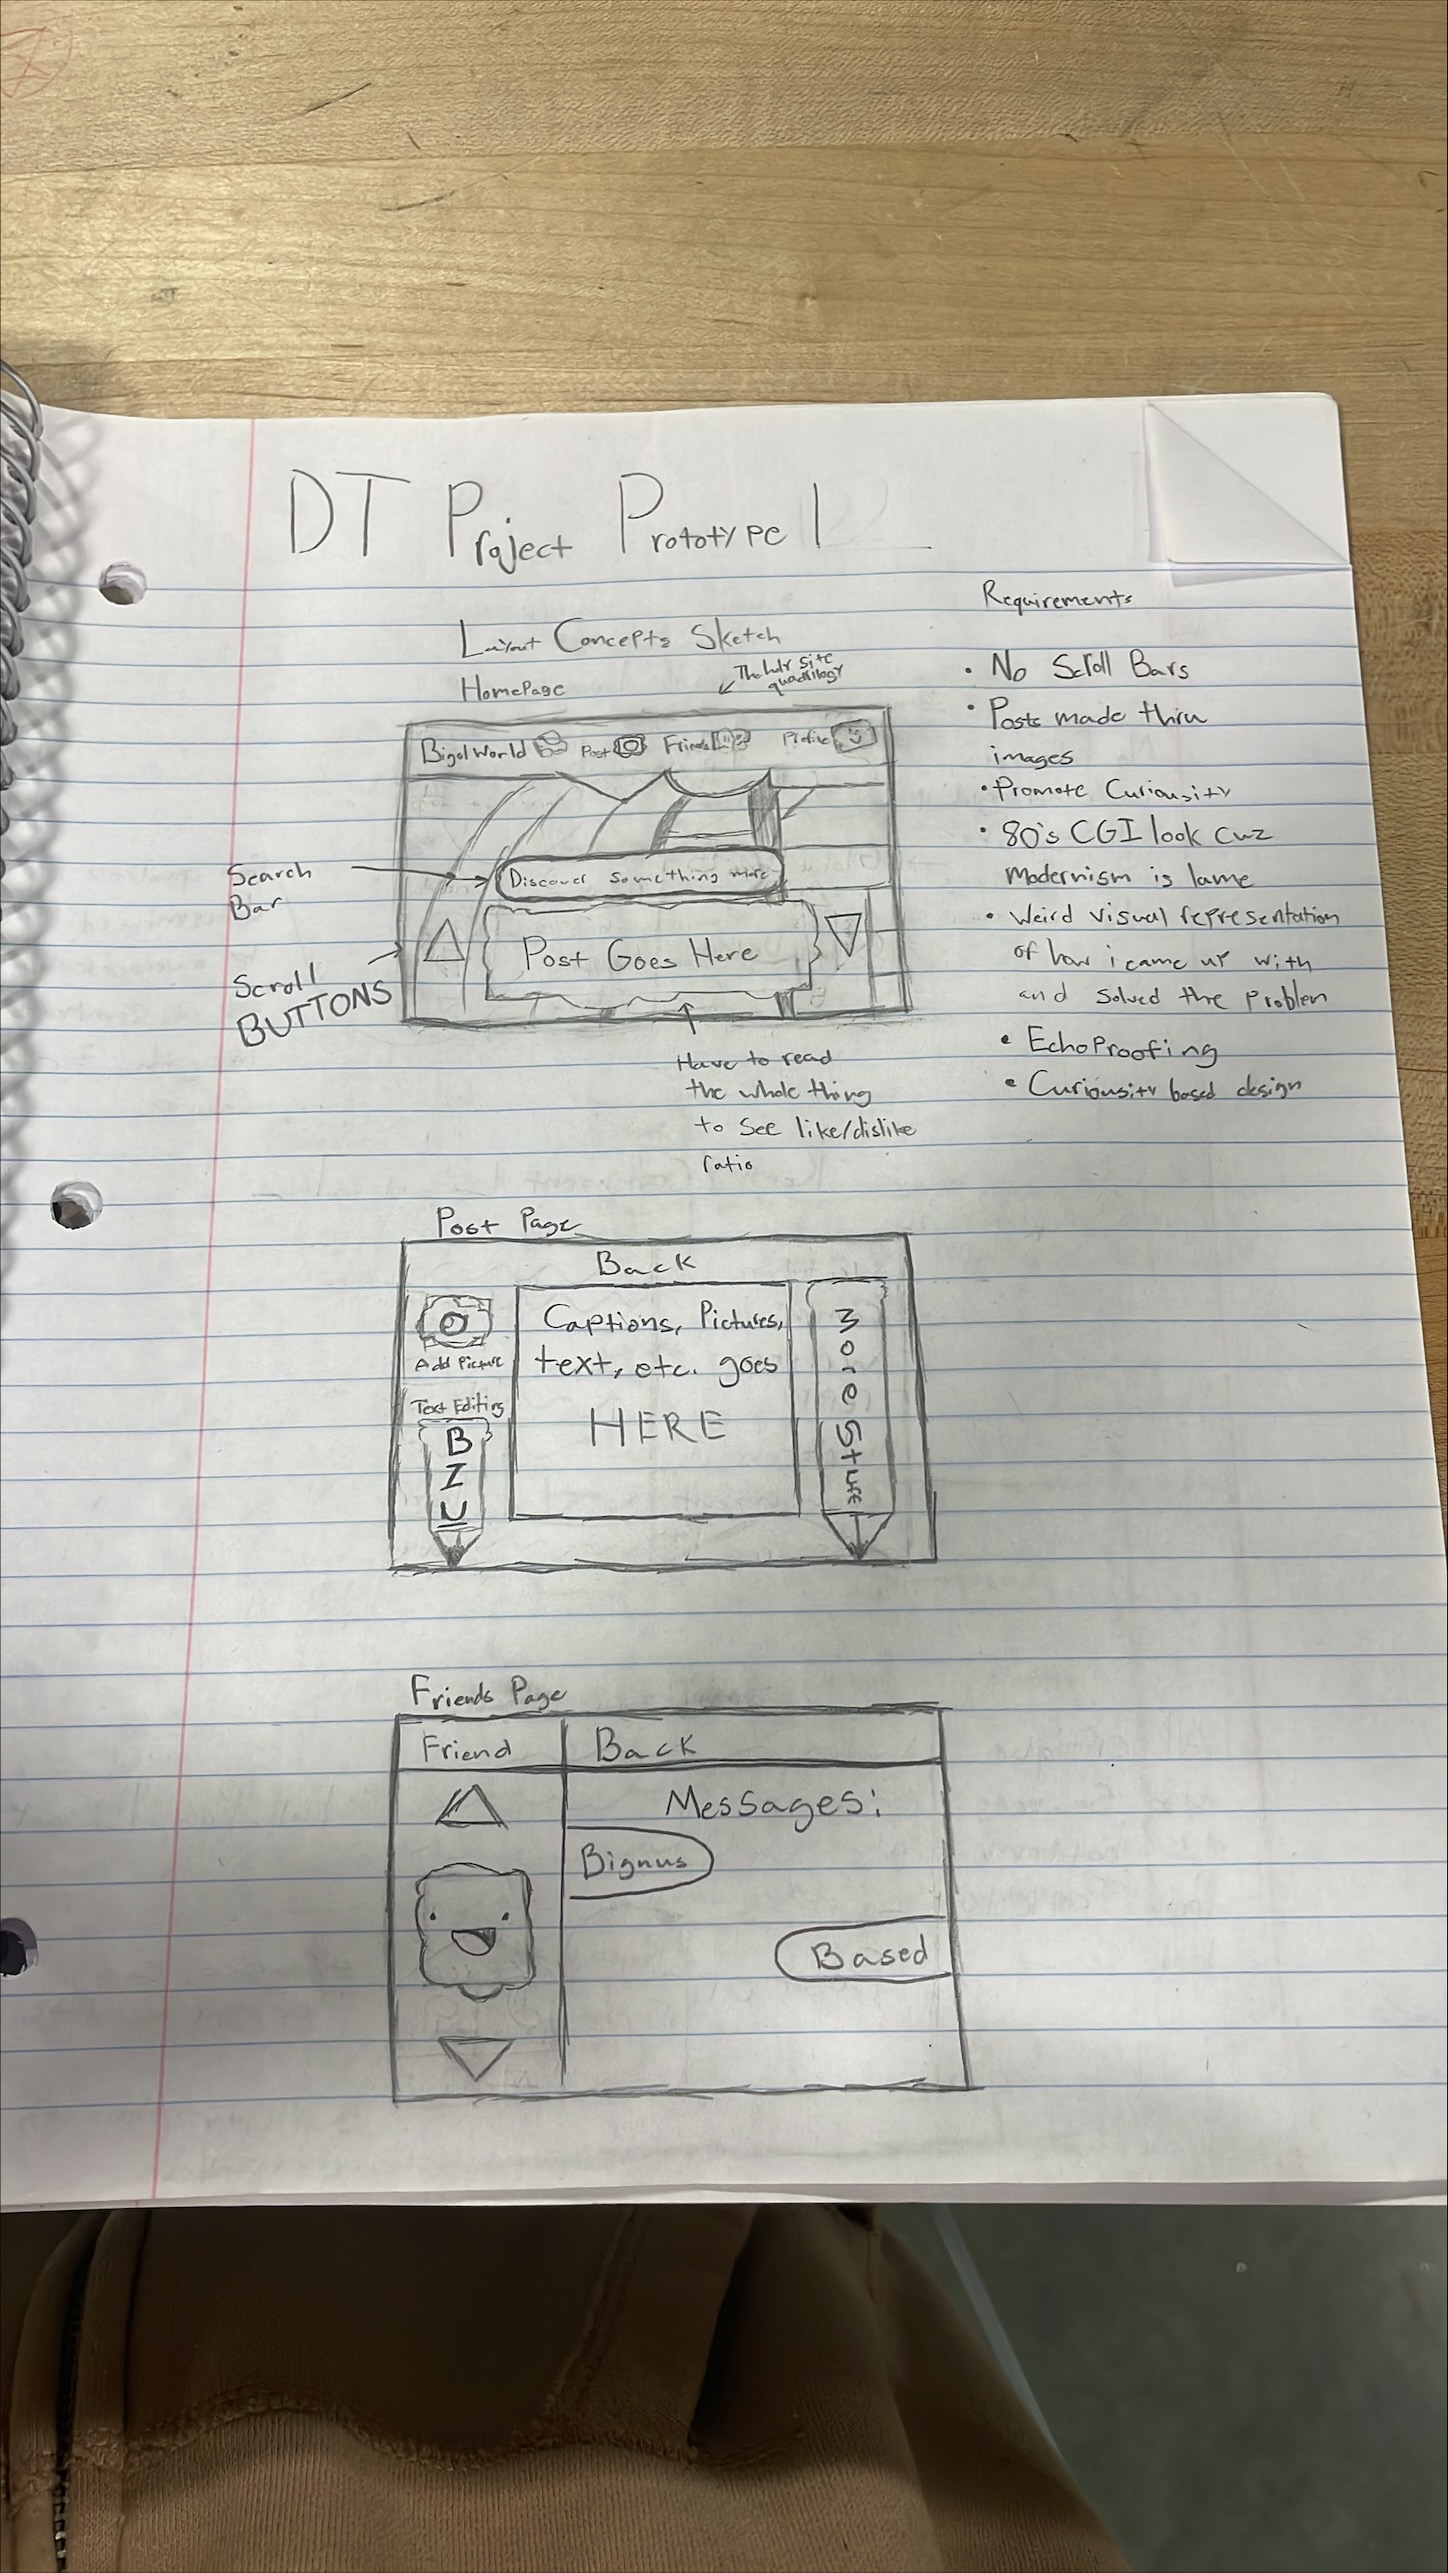 DT Project Prototype 1
Layout Concepts Sketch
HomePage
The holy site
quadrilogy
Bigol World Post Friends Profile
Search
Bar
Discover something more
Scroll
BUTTONS
Post Goes Here
Have to read
the whole thing
to see like/dislike
ratio
Requirements
• No Scroll Bars
• Posts made thru
images
• Promote Curiousity
• 80's CGI look cuz
modernism is lame
• Weird visual representation
of how i came up with
and solved the problem
• Echo Proofing
• Curiousity based design
Post Page
Back
Add Picture
Text Editing
B
I
U
Captions, Pictures,
text, etc. goes
HERE
More Stuff
Friends Page
Friend
Back
Messages:
Bignus
Based